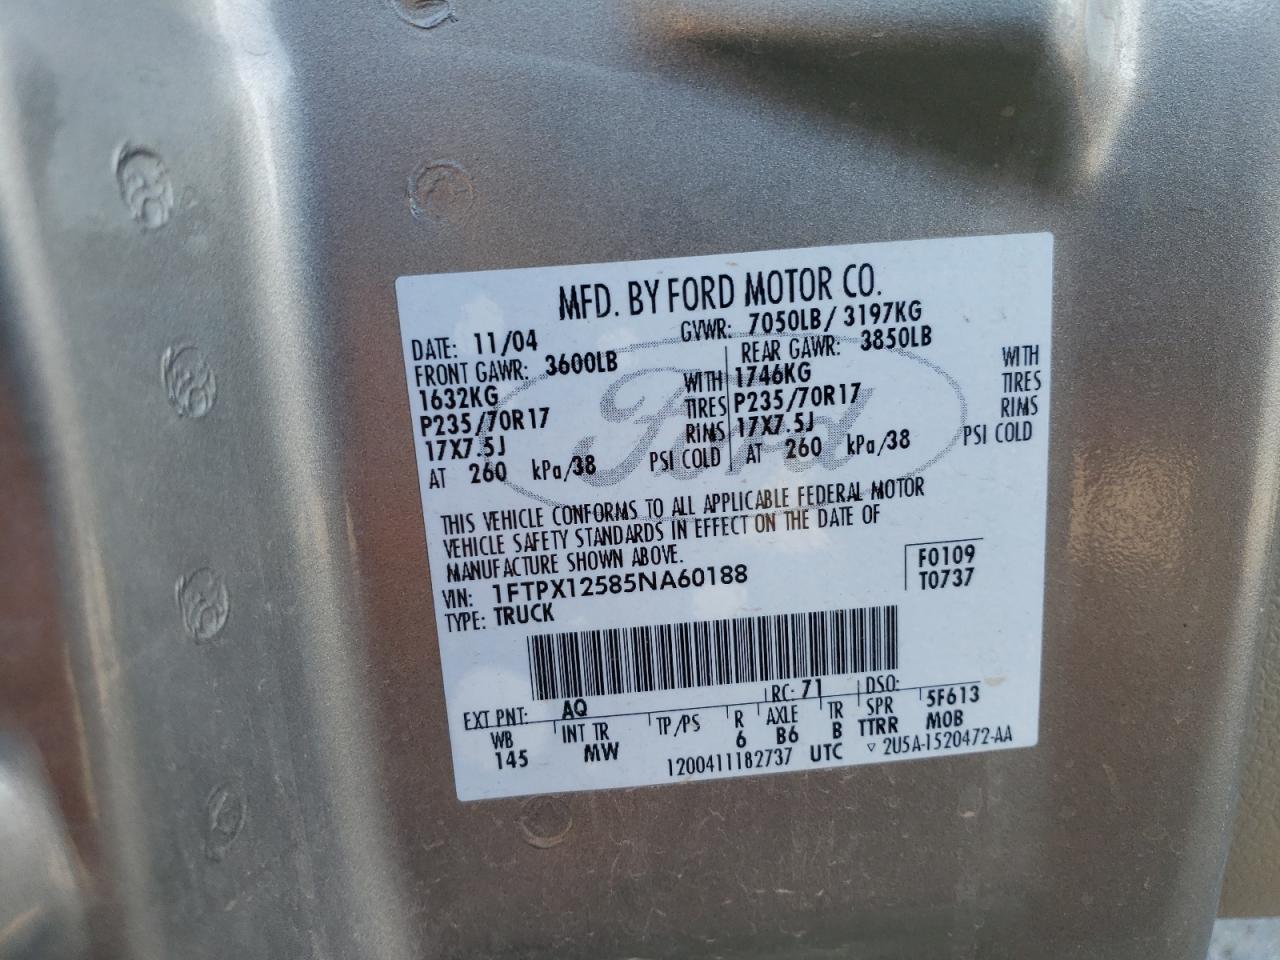 MFD. BY FORD MOTOR CO.
DATE: 11/04 GVWR: 7050LB/ 3197KG
FRONT GAWR: 3600LB REAR GAWR: 3850LB
1632KG WITH 1746KG WITH
P235/70R17 TIRES P235/70R17 TIRES
17X7.5J RIMS 17X7.5J RIMS
AT 260 kPa/38 PSI COLD AT 260 kPa/38 PSI COLD
Ford
THIS VEHICLE CONFORMS TO ALL APPLICABLE FEDERAL MOTOR
VEHICLE SAFETY STANDARDS IN EFFECT ON THE DATE OF
MANUFACTURE SHOWN ABOVE.
F0109
VIN: 1FTPX12585NA60188
T0737
TYPE: TRUCK
EXT PNT: AQ RC: 71 DSO: 5F613
WB INT TR TP/PS R AXLE TR SPR
145 MW 6 B6 B TTRR MOB
1200411182737 UTC ▽ 2U5A-1520472-AA